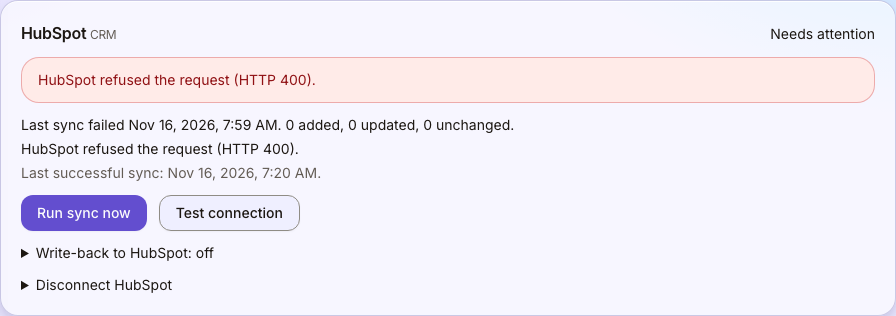 HubSpot CRM
Needs attention
HubSpot refused the request (HTTP 400).
Last sync failed Nov 16, 2026, 7:59 AM. 0 added, 0 updated, 0 unchanged.
HubSpot refused the request (HTTP 400).
Last successful sync: Nov 16, 2026, 7:20 AM.
Run sync now
Test connection
Write-back to HubSpot: off
Disconnect HubSpot